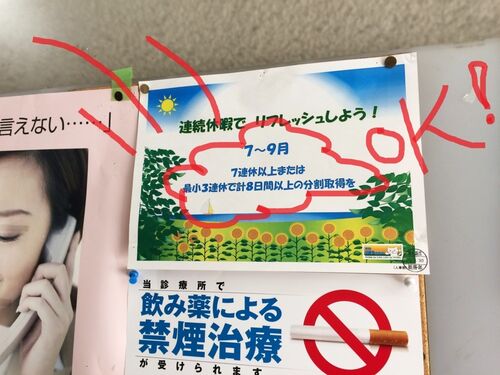 言えない……」
連続休暇で リフレッシュしよう！
7～9月
7連休以上または
最小3連休で計8日間以上の分割取得を
OK!
当診療所で
飲み薬による
禁煙治療
が受けられます